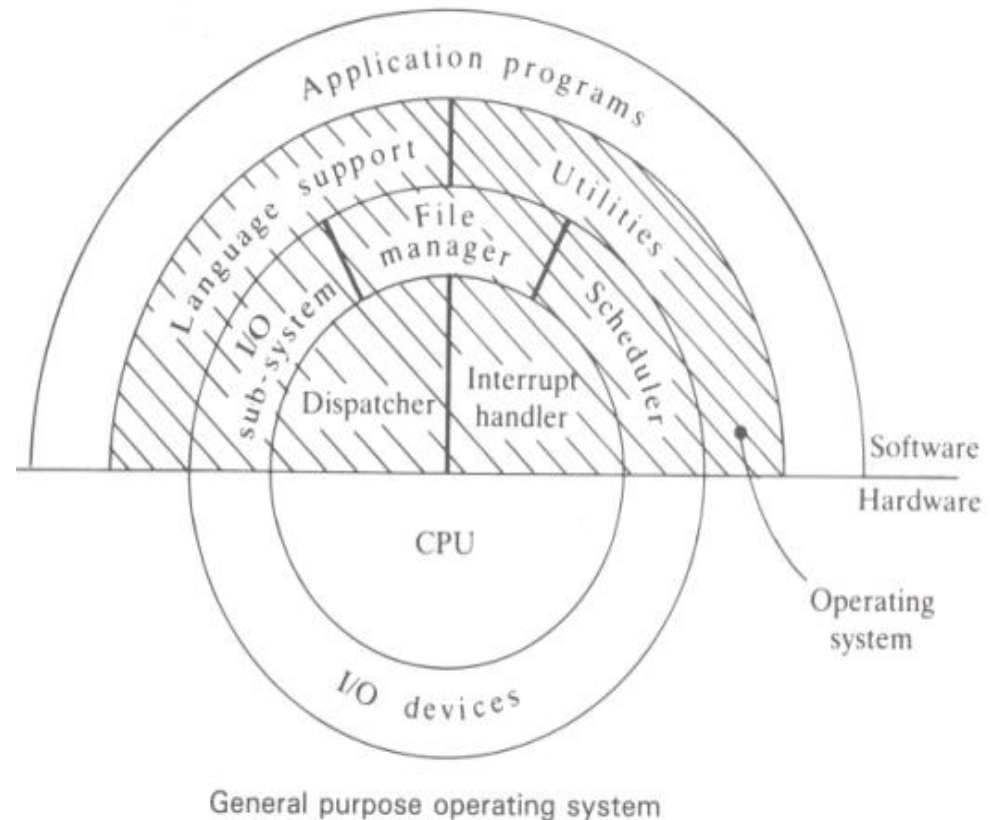 Application programs
Language support
Utilities
File
manager
I/O
sub-system
Scheduler
Dispatcher
Interrupt
handler
Software
Hardware
CPU
Operating
system
I/O devices
General purpose operating system